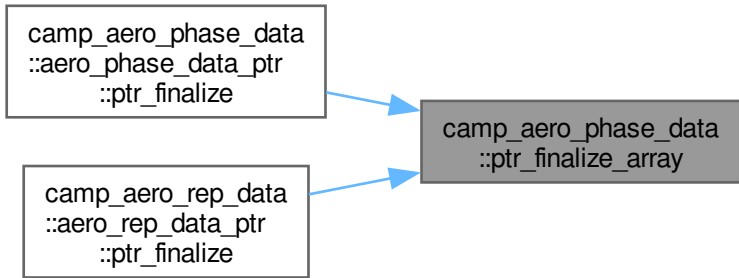 camp_aero_phase_data
::aero_phase_data_ptr
::ptr_finalize
camp_aero_phase_data
::ptr_finalize_array
camp_aero_rep_data
::aero_rep_data_ptr
::ptr_finalize